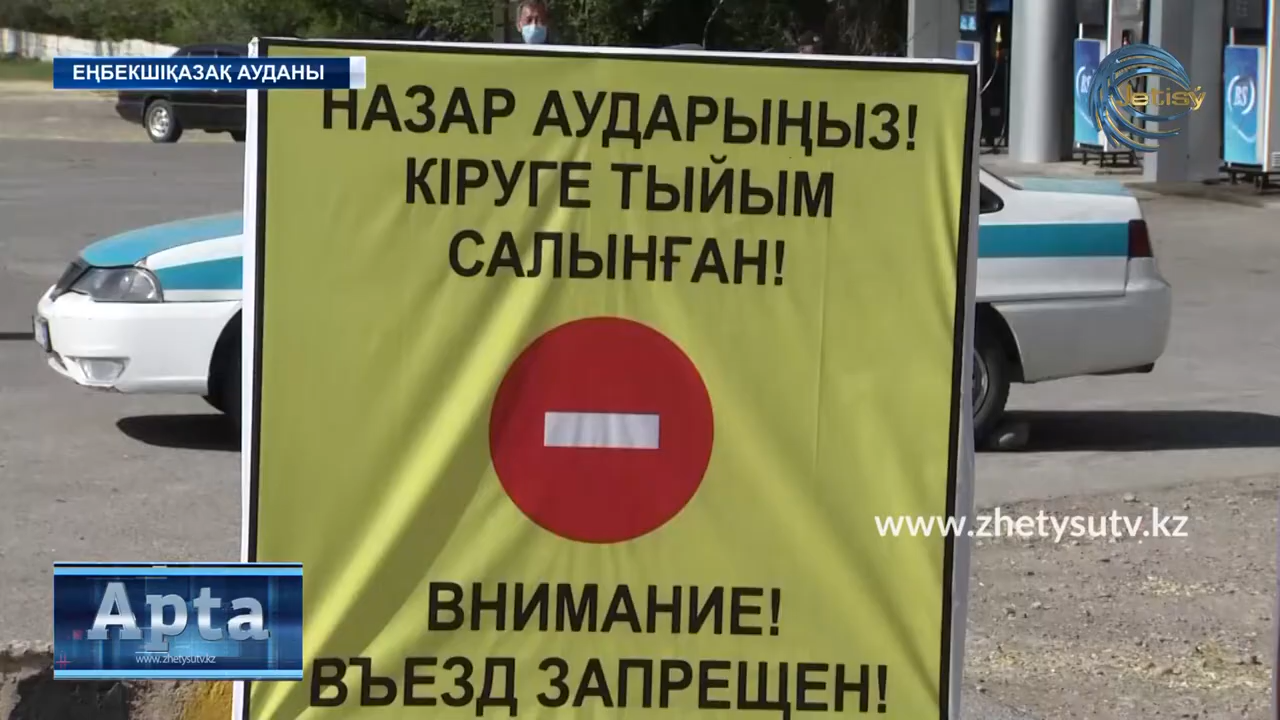 ЕҢБЕКШІҚАЗАҚ АУДАНЫ
Jetisý
НАЗАР АУДАРЫҢЫЗ!
КІРУГЕ ТЫЙЫМ
САЛЫНҒАН!
www.zhetysutv.kz
ВНИМАНИЕ!
ВЪЕЗД ЗАПРЕЩЕН!
Apta
www.zhetysutv.kz